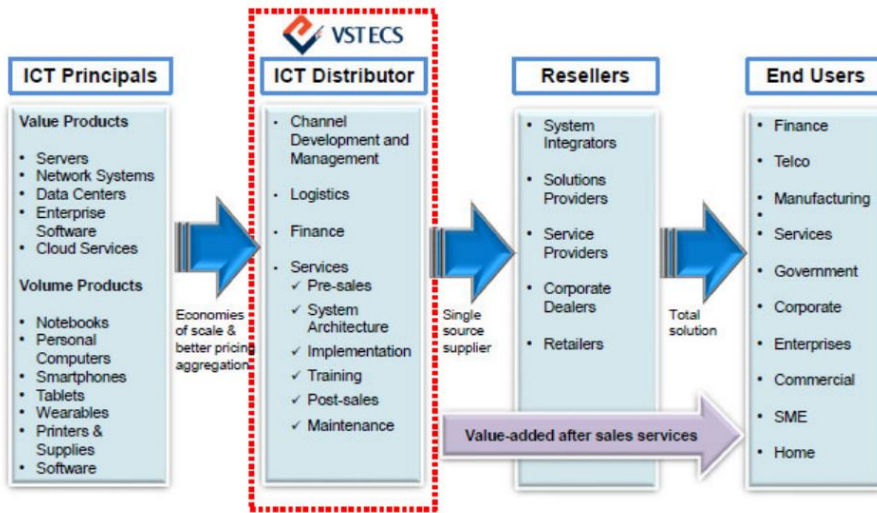 VSTECS
ICT Principals
Value Products
• Servers
• Network Systems
• Data Centers
• Enterprise
Software
• Cloud Services
Volume Products
• Notebooks
• Personal
Computers
• Smartphones
• Tablets
• Wearables
• Printers &
Supplies
• Software
Economies
of scale &
better pricing
aggregation
ICT Distributor
• Channel
Development and
Management
• Logistics
• Finance
• Services
✓ Pre-sales
✓ System
Architecture
✓ Implementation
✓ Training
✓ Post-sales
✓ Maintenance
Single
source
supplier
Resellers
• System
Integrators
• Solutions
Providers
• Service
Providers
• Corporate
Dealers
• Retailers
Total
solution
End Users
• Finance
• Telco
• Manufacturing
•
• Services
• Government
• Corporate
• Enterprises
• Commercial
• SME
• Home
Value-added after sales services